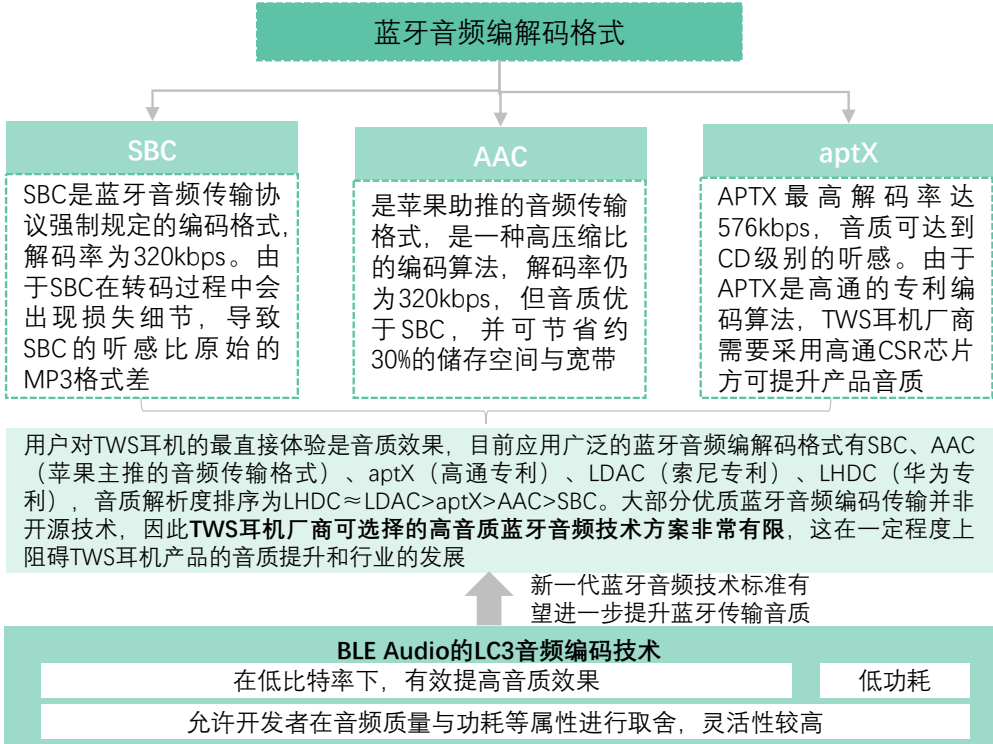 蓝牙音频编解码格式
SBC
SBC是蓝牙音频传输协
议强制规定的编码格式，
解码率为320kbps。由
于SBC在转码过程中会
出现损失细节，导致
SBC的听感比原始的
MP3格式差
AAC
是苹果助推的音频传输
格式，是一种高压缩比
的编码算法，解码率仍
为320kbps，但音质优
于SBC，并可节省约
30%的储存空间与宽带
aptX
APTX最高解码率达
576kbps，音质可达到
CD级别的听感。由于
APTX是高通的专利编
码算法，TWS耳机厂商
需要采用高通CSR芯片
方可提升产品音质
用户对TWS耳机的最直接体验是音质效果，目前应用广泛的蓝牙音频编解码格式有SBC、AAC
（苹果主推的音频传输格式）、aptX（高通专利）、LDAC（索尼专利）、LHDC（华为专
利），音质解析度排序为LHDC≈LDAC>aptX>AAC>SBC。大部分优质蓝牙音频编码传输并非
开源技术，因此TWS耳机厂商可选择的高音质蓝牙音频技术方案非常有限，这在一定程度上
阻碍TWS耳机产品的音质提升和行业的发展
新一代蓝牙音频技术标准有
望进一步提升蓝牙传输音质
BLE Audio的LC3音频编码技术
在低比特率下，有效提高音质效果
低功耗
允许开发者在音频质量与功耗等属性进行取舍，灵活性较高